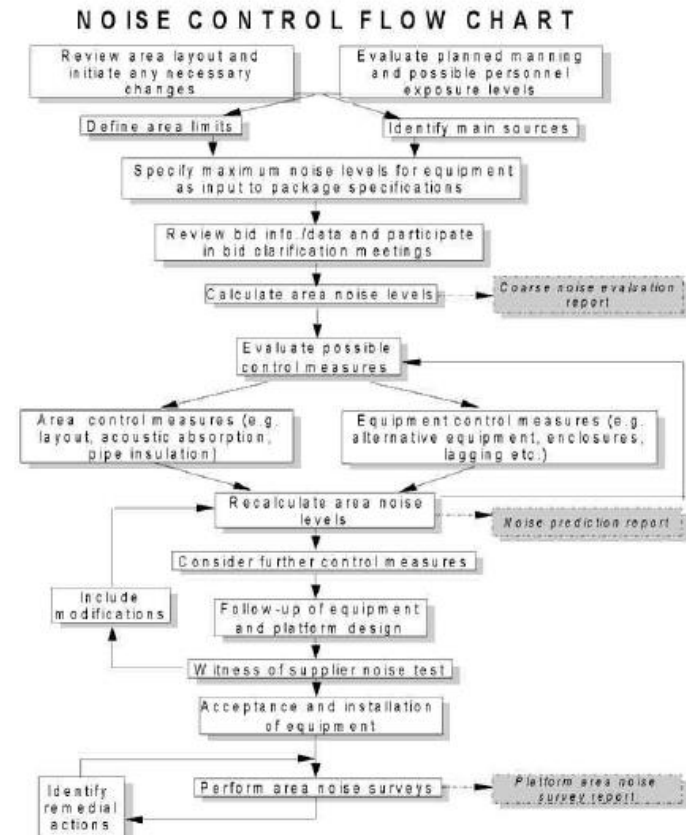 NOISE CONTROL FLOW CHART
Review area layout and
initiate any necessary
changes
Evaluate planned manning
and possible personnel
exposure levels
Define area limits
Identify main sources
Specify maximum noise levels for equipment
as input to package specifications
Review bid info./data and participate
in bid clarification meetings
Calculate area noise levels
Coarse noise evaluation
report
Evaluate possible
control measures
Area control measures (e.g.
layout, acoustic absorption,
pipe insulation)
Equipment control measures (e.g.
alternative equipment, enclosures,
lagging etc.)
Recalculate area noise
levels
Noise prediction report
Consider further control measures
Include
modifications
Follow-up of equipment
and platform design
Witness of supplier noise test
Acceptance and installation
of equipment
Identify
remedial
actions
Perform area noise surveys
Platform area noise
survey report